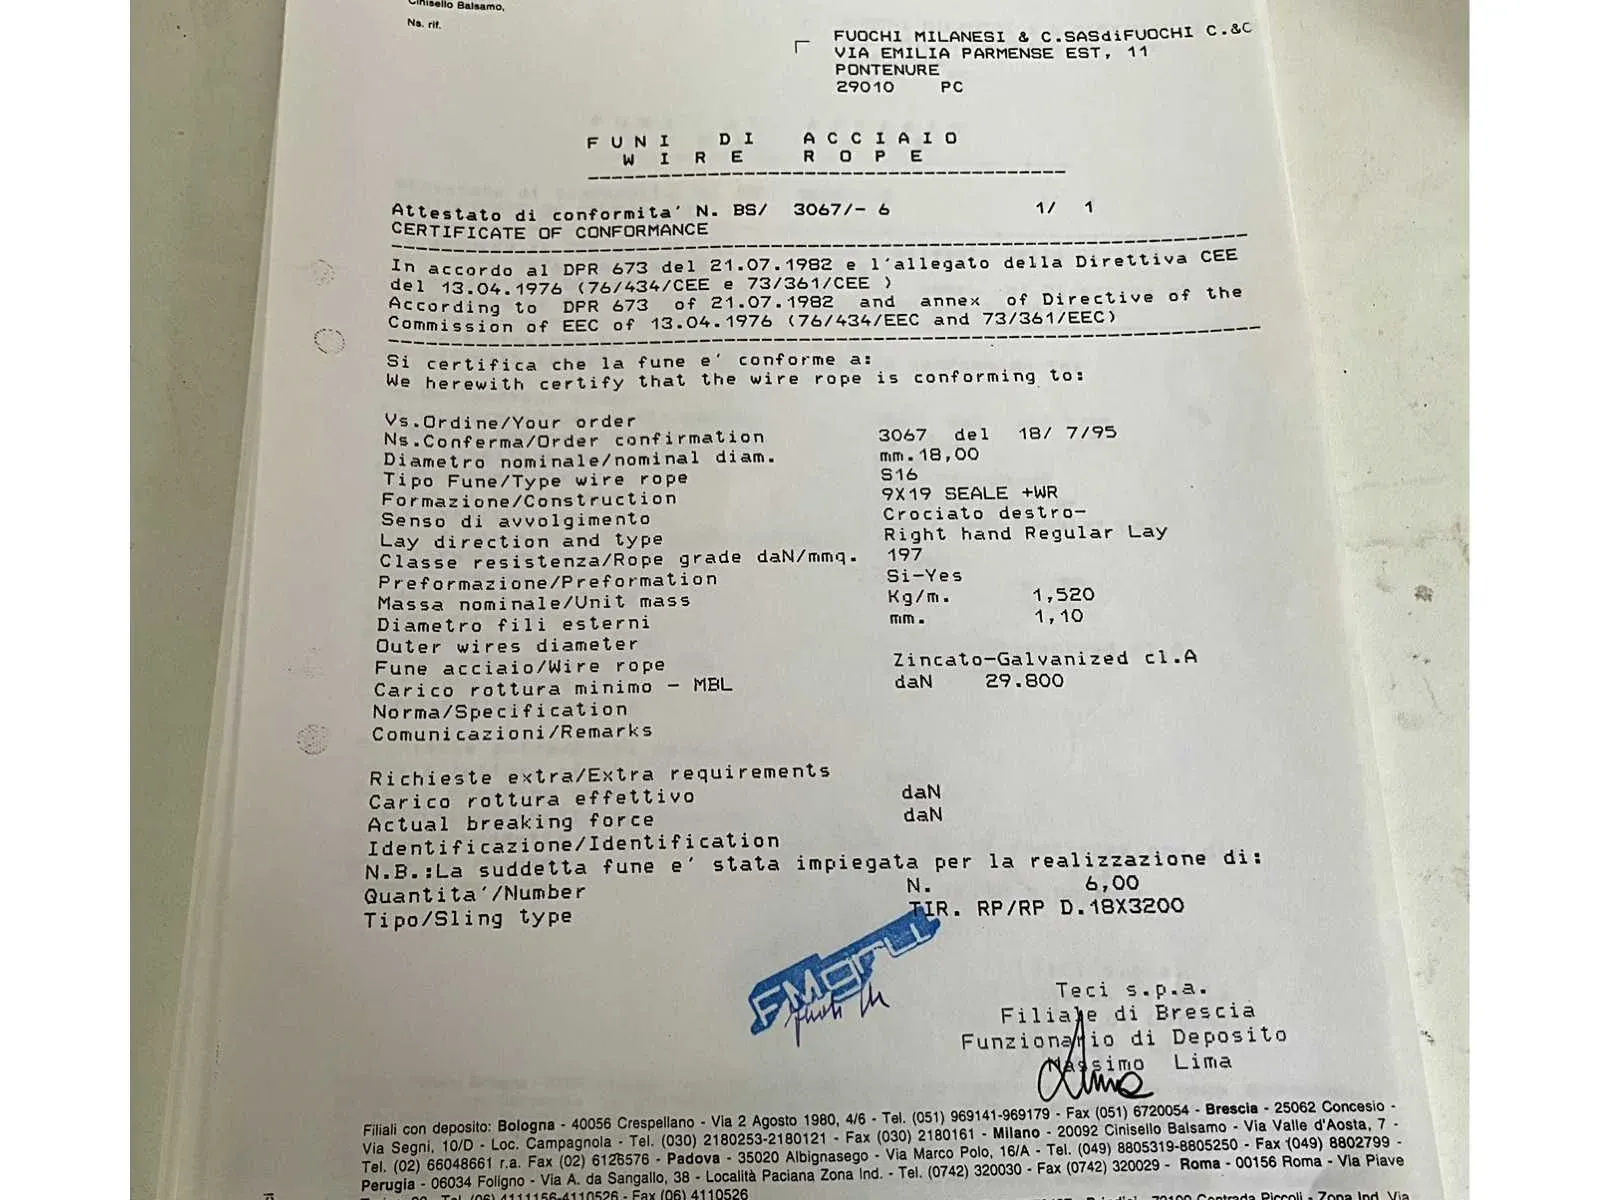 Cinisello Balsamo,
Ns. rif.
FUOCHI MILANESI & C.SASdiFUOCHI C.&C
VIA EMILIA PARMENSE EST, 11
PONTENURE
29010 PC
FUNI DI ACCIAIO
WIRE ROPE
Attestato di conformita' N. BS/ 3067/- 6 1/ 1
CERTIFICATE OF CONFORMANCE
In accordo al DPR 673 del 21.07.1982 e l'allegato della Direttiva CEE
del 13.04.1976 (76/434/CEE e 73/361/CEE )
According to DPR 673 of 21.07.1982 and annex of Directive of the
Commission of EEC of 13.04.1976 (76/434/EEC and 73/361/EEC)
Si certifica che la fune e' conforme a:
We herewith certify that the wire rope is conforming to:
Vs.Ordine/Your order
Ns.Conferma/Order confirmation 3067 del 18/ 7/95
Diametro nominale/nominal diam. mm.18,00
Tipo Fune/Type wire rope S16
Formazione/Construction 9X19 SEALE +WR
Senso di avvolgimento Crociato destro-
Lay direction and type Right hand Regular Lay
Classe resistenza/Rope grade daN/mmq. 197
Preformazione/Preformation Si-Yes
Massa nominale/Unit mass Kg/m. 1,520
Diametro fili esterni mm. 1,10
Outer wires diameter
Fune acciaio/Wire rope Zincato-Galvanized cl.A
Carico rottura minimo - MBL daN 29.800
Norma/Specification
Comunicazioni/Remarks
Richieste extra/Extra requirements
Carico rottura effettivo daN
Actual breaking force daN
Identificazione/Identification
N.B.:La suddetta fune e' stata impiegata per la realizzazione di:
Quantita'/Number N. 6,00
Tipo/Sling type TIR. RP/RP D.18X3200
FMgru
Teci s.p.a.
Filiale di Brescia
Funzionario di Deposito
Massimo Lima
Filiali con deposito: Bologna - 40056 Crespellano - Via 2 Agosto 1980, 4/6 - Tel. (051) 969141-969179 - Fax (051) 6720054 - Brescia - 25062 Concesio -
Via Segni, 10/D - Loc. Campagnola - Tel. (030) 2180253-2180121 - Fax (030) 2180161 - Milano - 20092 Cinisello Balsamo - Via Valle d'Aosta, 7 -
Tel. (02) 66048661 r.a. Fax (02) 6126576 - Padova - 35020 Albignasego - Via Marco Polo, 16/A - Tel. (049) 8805319-8805250 - Fax (049) 8802799 -
Perugia - 06034 Foligno - Via A. da Sangallo, 38 - Località Paciana Zona Ind. - Tel. (0742) 320030 - Fax (0742) 320029 - Roma - 00156 Roma - Via Piave
Tel. (06) 4111156-4110526 - Fax (06) 4110526 72100 Contrada Piccoli - Zona Ind. Via